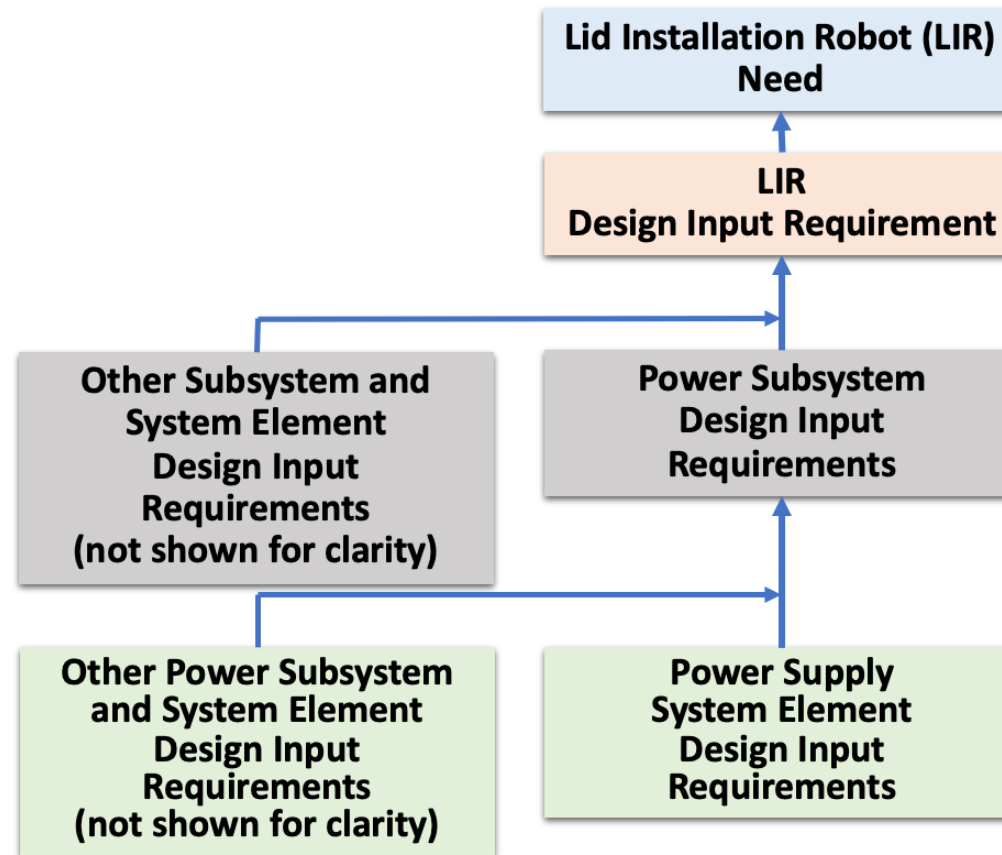 Lid Installation Robot (LIR)
Need
LIR
Design Input Requirement
Other Subsystem and
System Element
Design Input
Requirements
(not shown for clarity)
Power Subsystem
Design Input
Requirements
Other Power Subsystem
and System Element
Design Input
Requirements
(not shown for clarity)
Power Supply
System Element
Design Input
Requirements